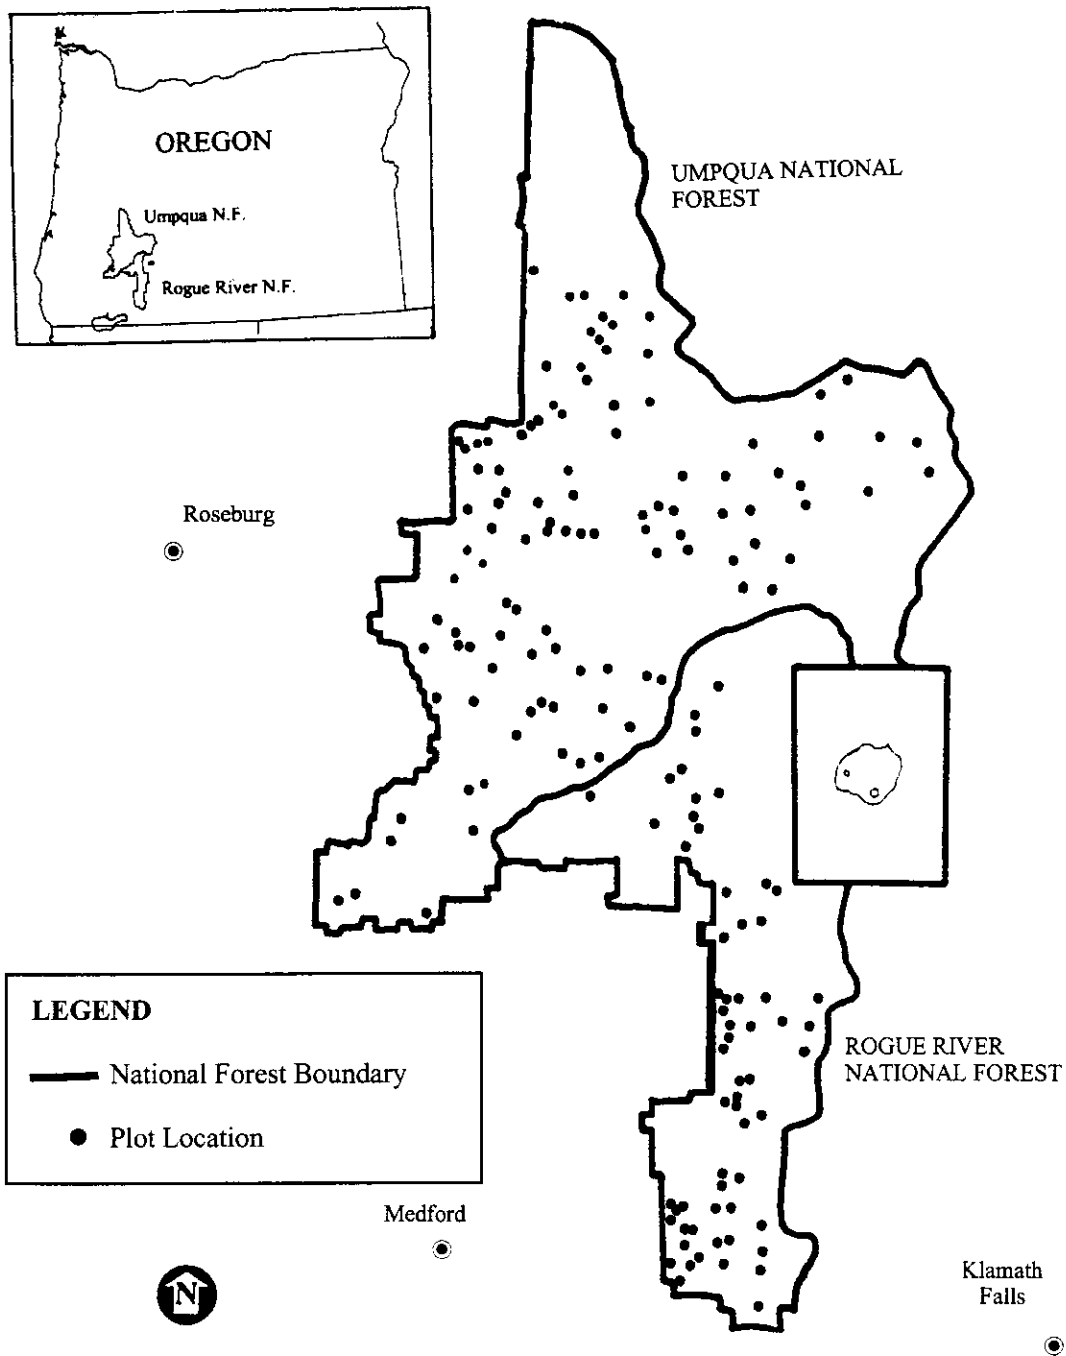 OREGON
Umpqua N.F.
Rogue River N.F.
UMPQUA NATIONAL
FOREST
Roseburg
LEGEND
National Forest Boundary
Plot Location
ROGUE RIVER
NATIONAL FOREST
Medford
Klamath
Falls
N